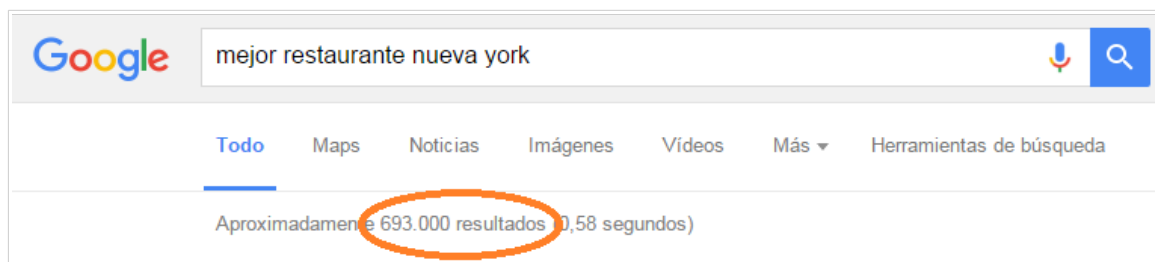 Google mejor restaurante nueva york
Todo Maps Noticias Imágenes Vídeos Más Herramientas de búsqueda
Aproximadamente 693.000 resultados (0,58 segundos)